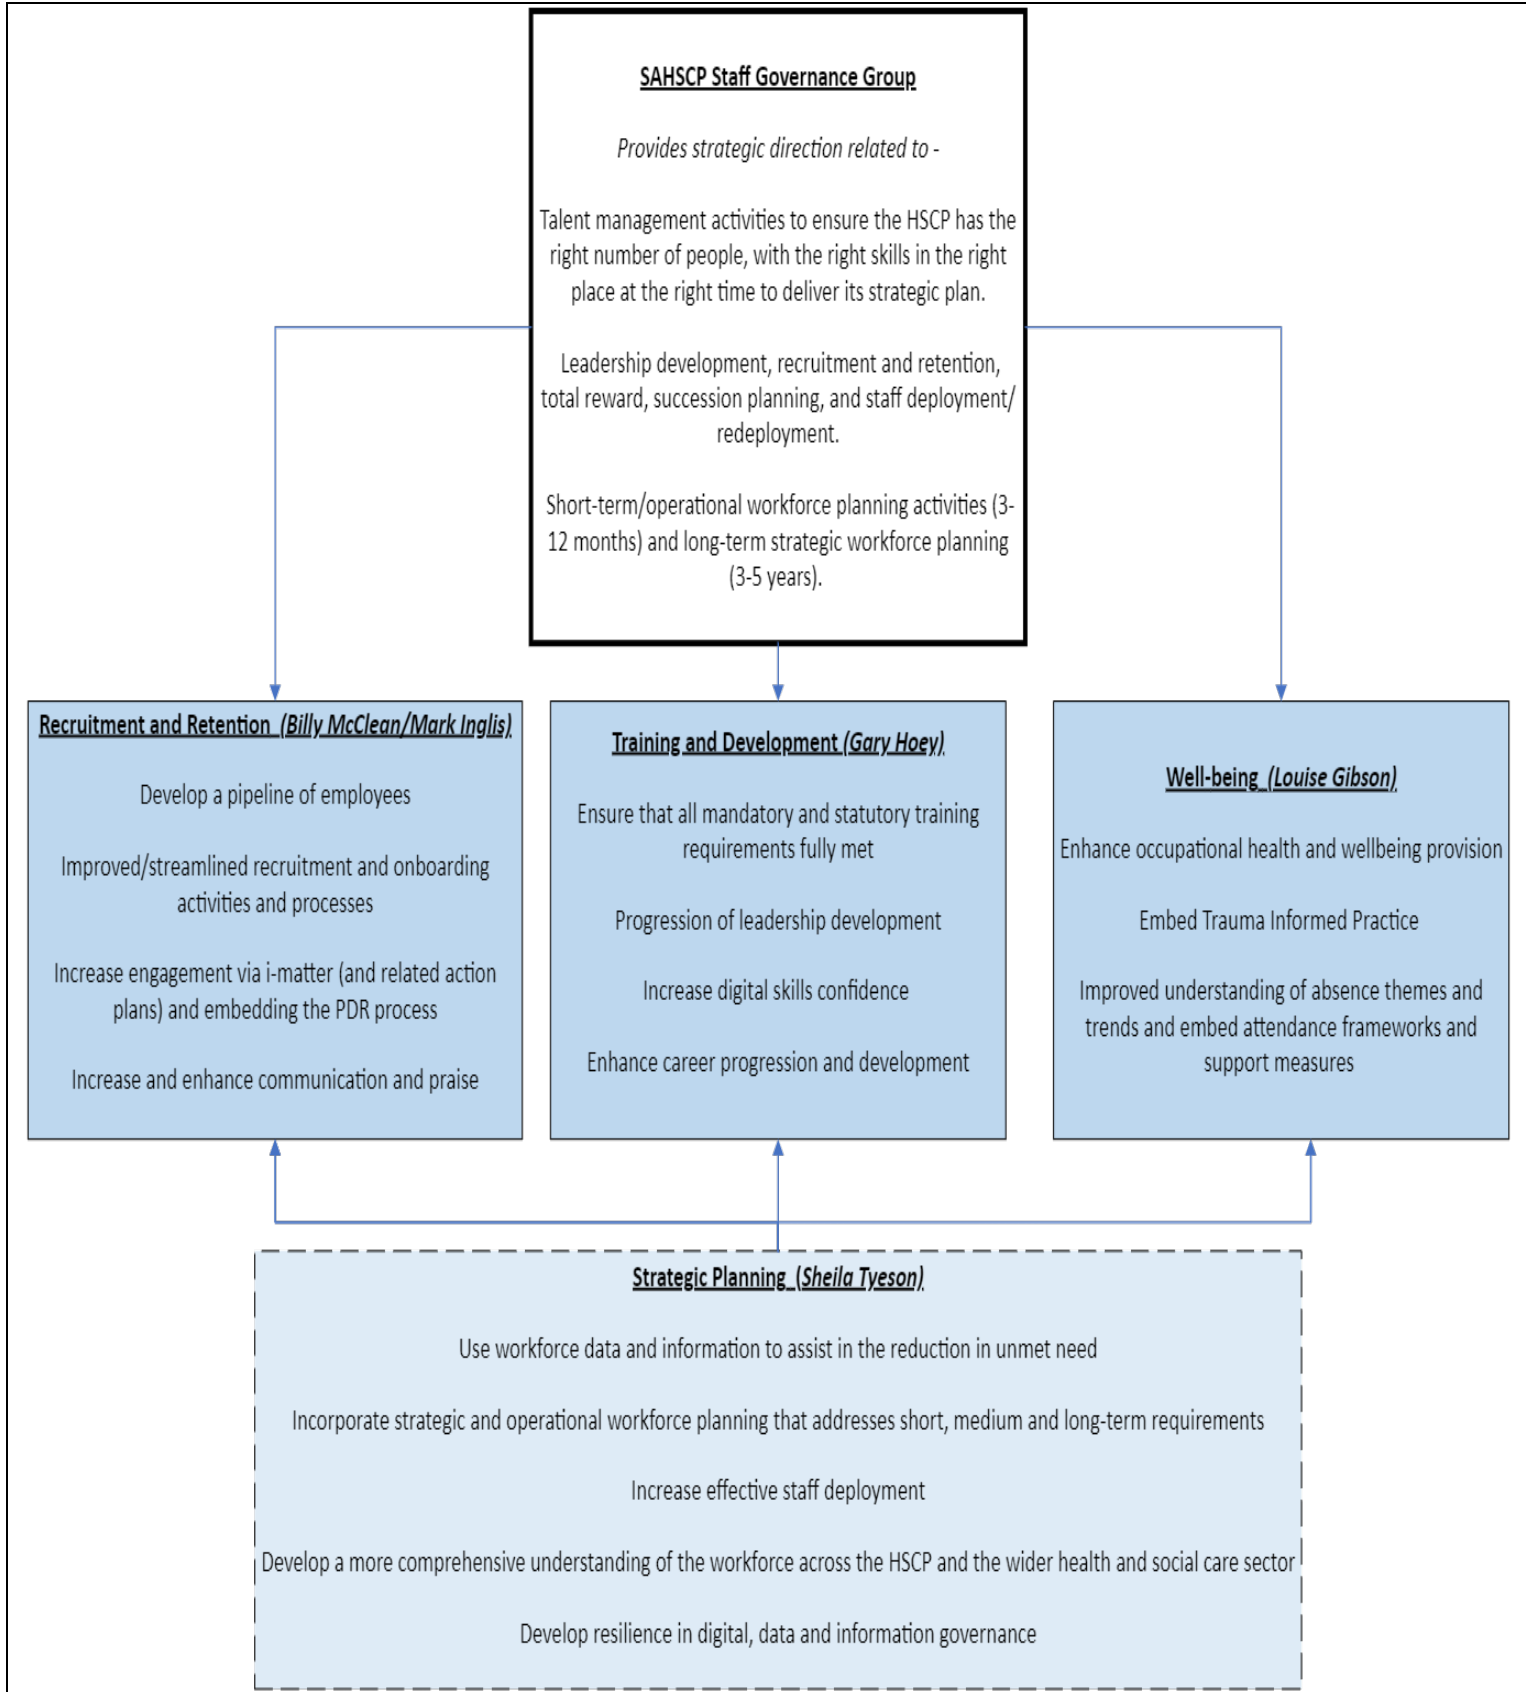 SAHSCP Staff Governance Group
Provides strategic direction related to -
Talent management activities to ensure the HSCP has the
right number of people, with the right skills in the right
place at the right time to deliver its strategic plan.
Leadership development, recruitment and retention,
total reward, succession planning, and staff deployment/
redeployment.
Short-term/operational workforce planning activities (3-
12 months) and long-term strategic workforce planning
(3-5 years).
Recruitment and Retention (Billy McClean/Mark Inglis)
Develop a pipeline of employees
Improved/streamlined recruitment and onboarding
activities and processes
Increase engagement via i-matter (and related action
plans) and embedding the PDR process
Increase and enhance communication and praise
Training and Development (Gary Hoey)
Ensure that all mandatory and statutory training
requirements fully met
Progression of leadership development
Increase digital skills confidence
Enhance career progression and development
Well-being (Louise Gibson)
Enhance occupational health and wellbeing provision
Embed Trauma Informed Practice
Improved understanding of absence themes and
trends and embed attendance frameworks and
support measures
Strategic Planning (Sheila Tyeson)
Use workforce data and information to assist in the reduction in unmet need
Incorporate strategic and operational workforce planning that addresses short, medium and long-term requirements
Increase effective staff deployment
Develop a more comprehensive understanding of the workforce across the HSCP and the wider health and social care sector
Develop resilience in digital, data and information governance